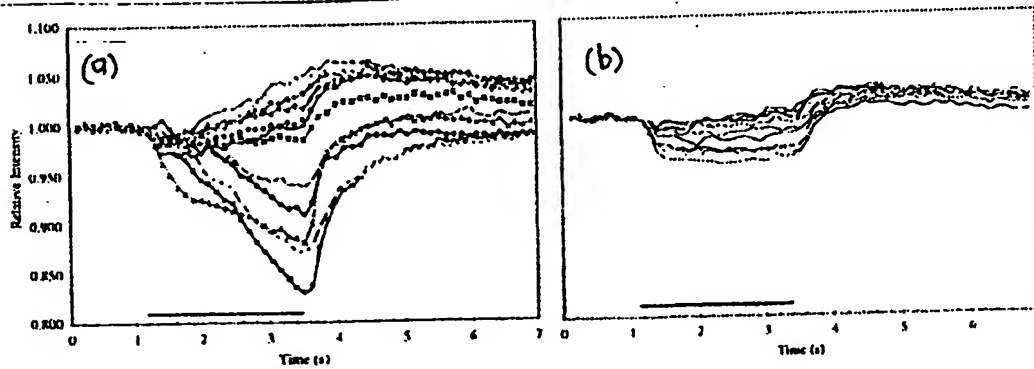 (a)
1.100
1.050
1.000
0.950
0.900
0.850
0.800
Relative Intensity
0 1 2 3 4 5 6 7
Time (s)
(b)
0 1 2 3 4 5 6
Time (s)